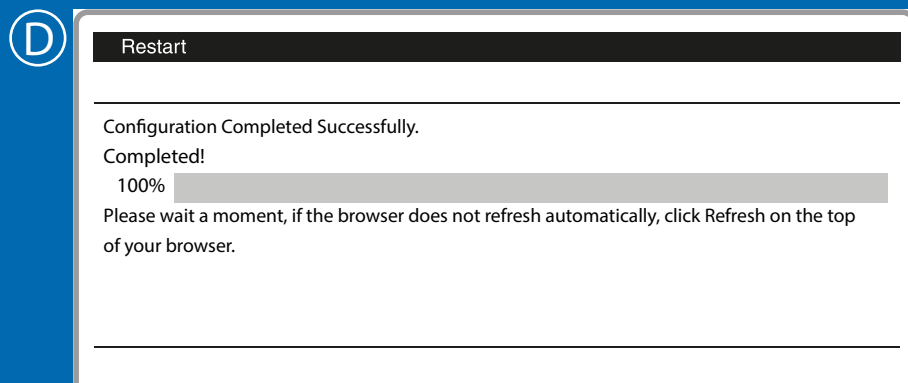 D
Restart
Configuration Completed Successfully.
Completed!
100%
Please wait a moment, if the browser does not refresh automatically, click Refresh on the top
of your browser.